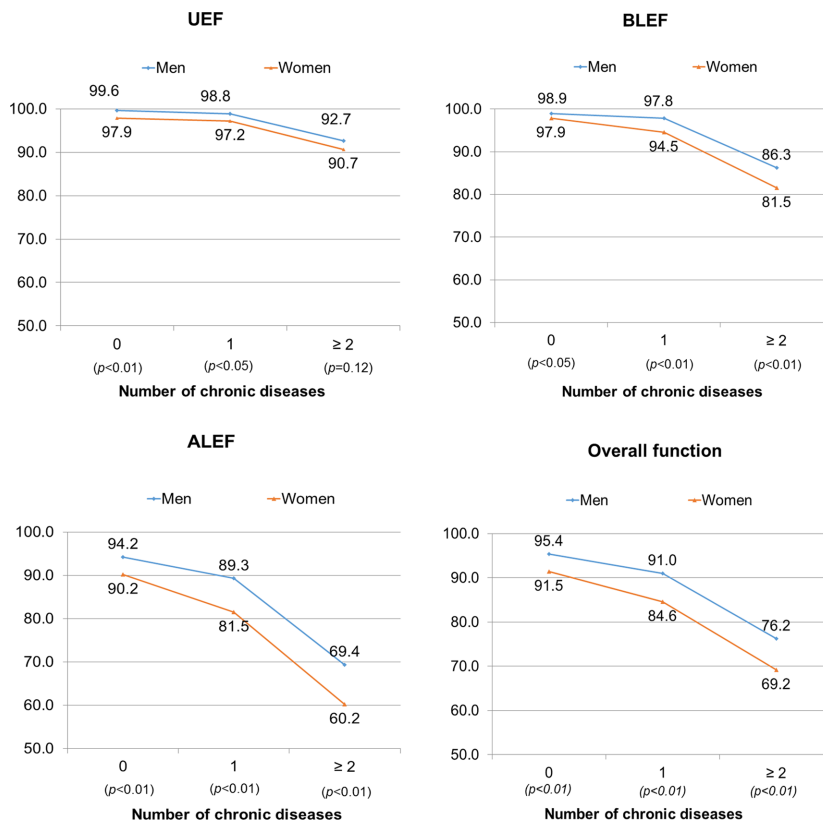 UEF
Men Women
99.6 98.8 92.7
100.0
97.9 97.2 90.7
90.0
80.0
70.0
60.0
50.0
0 1 ≥ 2
(p<0.01) (p<0.05) (p=0.12)
Number of chronic diseases
BLEF
Men Women
98.9 97.8
100.0
97.9 94.5 86.3
90.0
81.5
80.0
70.0
60.0
50.0
0 1 ≥ 2
(p<0.05) (p<0.01) (p<0.01)
Number of chronic diseases
ALEF
Men Women
100.0
94.2 89.3
90.0
90.2 81.5 69.4
80.0
70.0
60.0
60.2
50.0
0 1 ≥ 2
(p<0.01) (p<0.01) (p<0.01)
Number of chronic diseases
Overall function
Men Women
100.0
95.4 91.0
90.0
91.5 84.6 76.2
80.0
70.0
69.2
60.0
50.0
0 1 ≥ 2
(p<0.01) (p<0.01) (p<0.01)
Number of chronic diseases